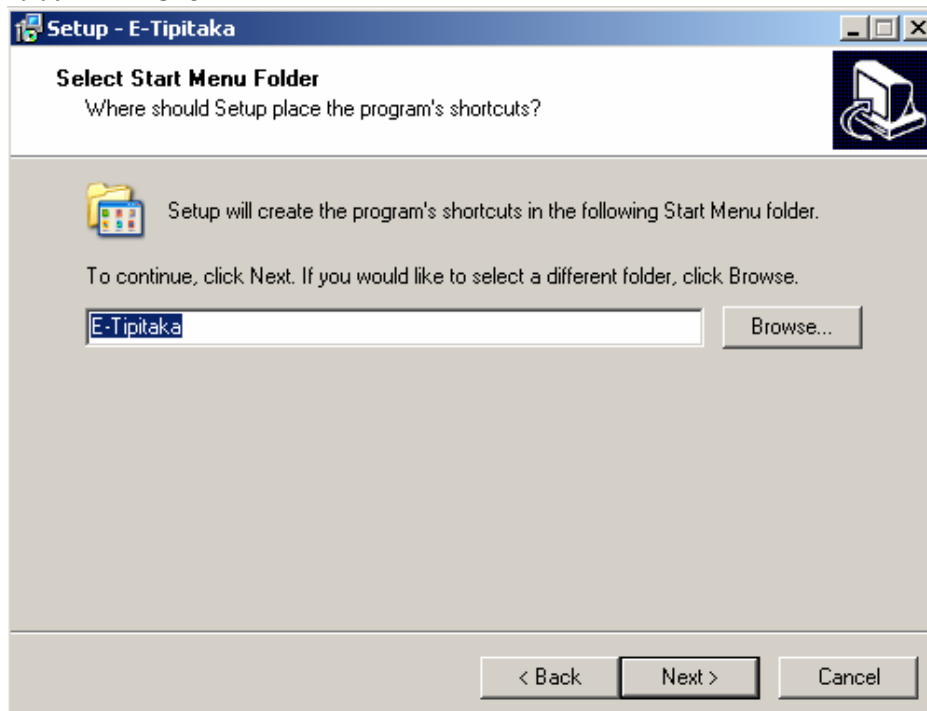 Setup - E-Tipitaka
Select Start Menu Folder
Where should Setup place the program's shortcuts?
Setup will create the program's shortcuts in the following Start Menu folder.
To continue, click Next. If you would like to select a different folder, click Browse.
E-Tipitaka
Browse...
< Back
Next >
Cancel